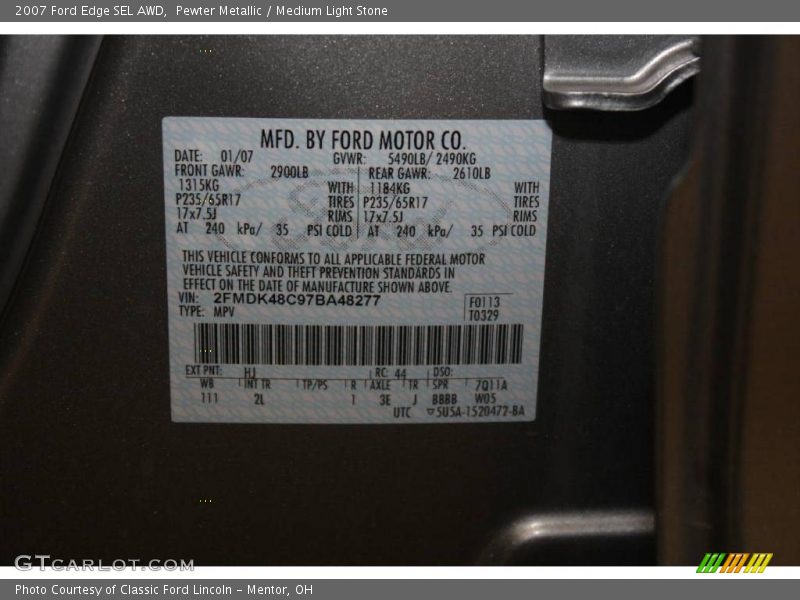 2007 Ford Edge SEL AWD, Pewter Metallic / Medium Light Stone
MFD. BY FORD MOTOR CO.
DATE: 01/07 GVWR: 5490LB/ 2490KG
FRONT GAWR: 2900LB REAR GAWR: 2610LB
1315KG WITH 1184KG WITH
P235/65R17 TIRES P235/65R17 TIRES
17x7.5J RIMS 17x7.5J RIMS
AT 240 kPa/ 35 PSI COLD AT 240 kPa/ 35 PSI COLD
THIS VEHICLE CONFORMS TO ALL APPLICABLE FEDERAL MOTOR
VEHICLE SAFETY AND THEFT PREVENTION STANDARDS IN
EFFECT ON THE DATE OF MANUFACTURE SHOWN ABOVE.
VIN: 2FMDK48C97BA48277 F0113
TYPE: MPV T0329
EXT PNT: HJ RC: 44 DSO:
WB INT TR TP/PS R AXLE TR SPR 7Q11A
111 2L 1 3E J BBBB W05
UTC ▽5U5A-1520472-BA
GTCARLOT.COM
Photo Courtesy of Classic Ford Lincoln - Mentor, OH